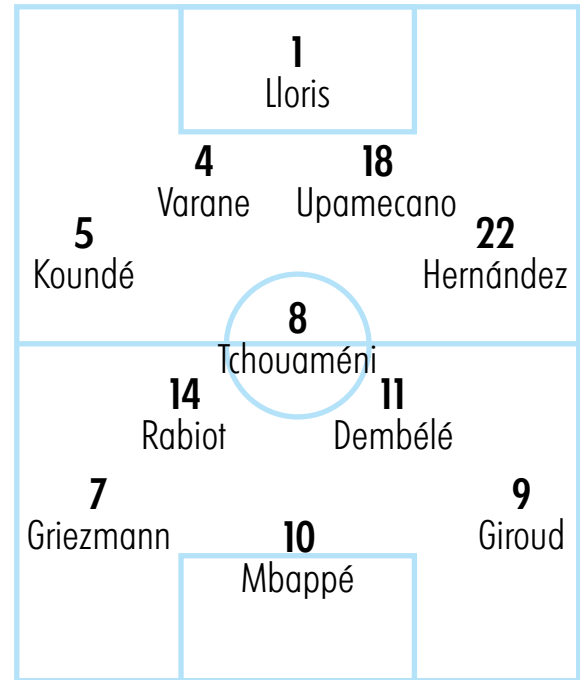 1
Lloris
4
Varane
18
Upamecano
5
Koundé
22
Hernández
8
Tchouaméni
14
Rabiot
11
Dembélé
7
Griezmann
10
Mbappé
9
Giroud